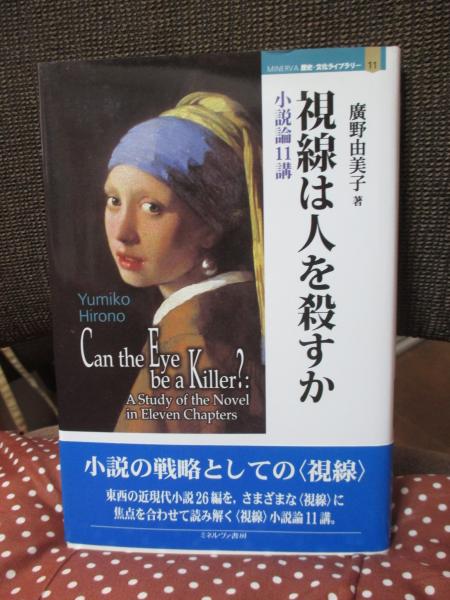 MINERVA 歴史・文化ライブラリー 11
廣野由美子 著
視線は人を殺すか
小説論11講
Yumiko
Hirono
Can the Eye
be a Killer?:
A Study of the Novel
in Eleven Chapters
小説の戦略としての〈視線〉
東西の近現代小説26編を，さまざまな〈視線〉に
焦点を合わせて読み解く〈視線〉小説論11講。
ミネルヴァ書房